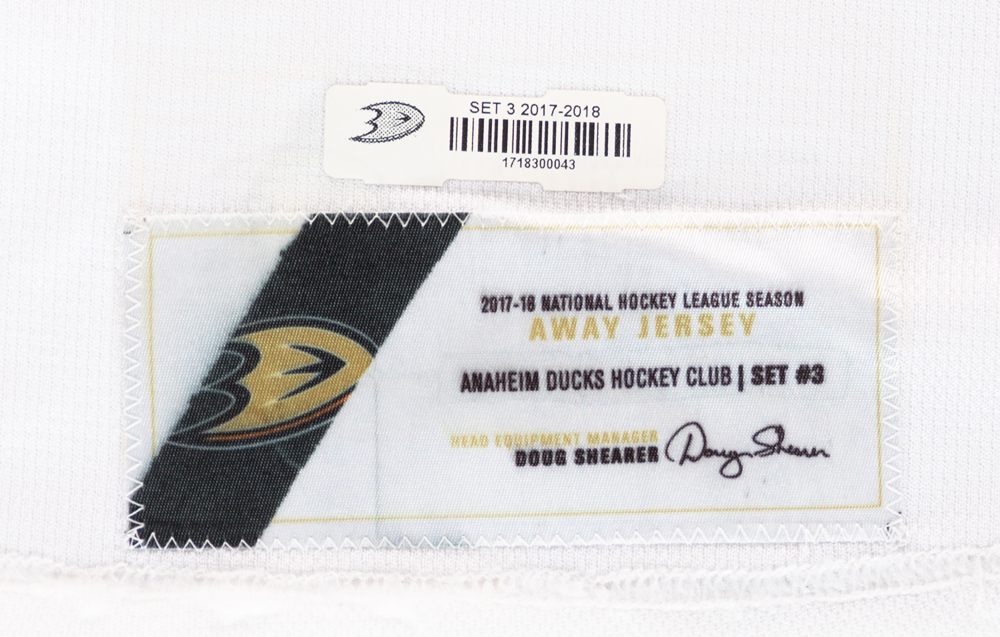 SET 3 2017-2018
1718300043
2017-18 NATIONAL HOCKEY LEAGUE SEASON
AWAY JERSEY
ANAHEIM DUCKS HOCKEY CLUB | SET #3
HEAD EQUIPMENT MANAGER
DOUG SHEARER Doug Shearer